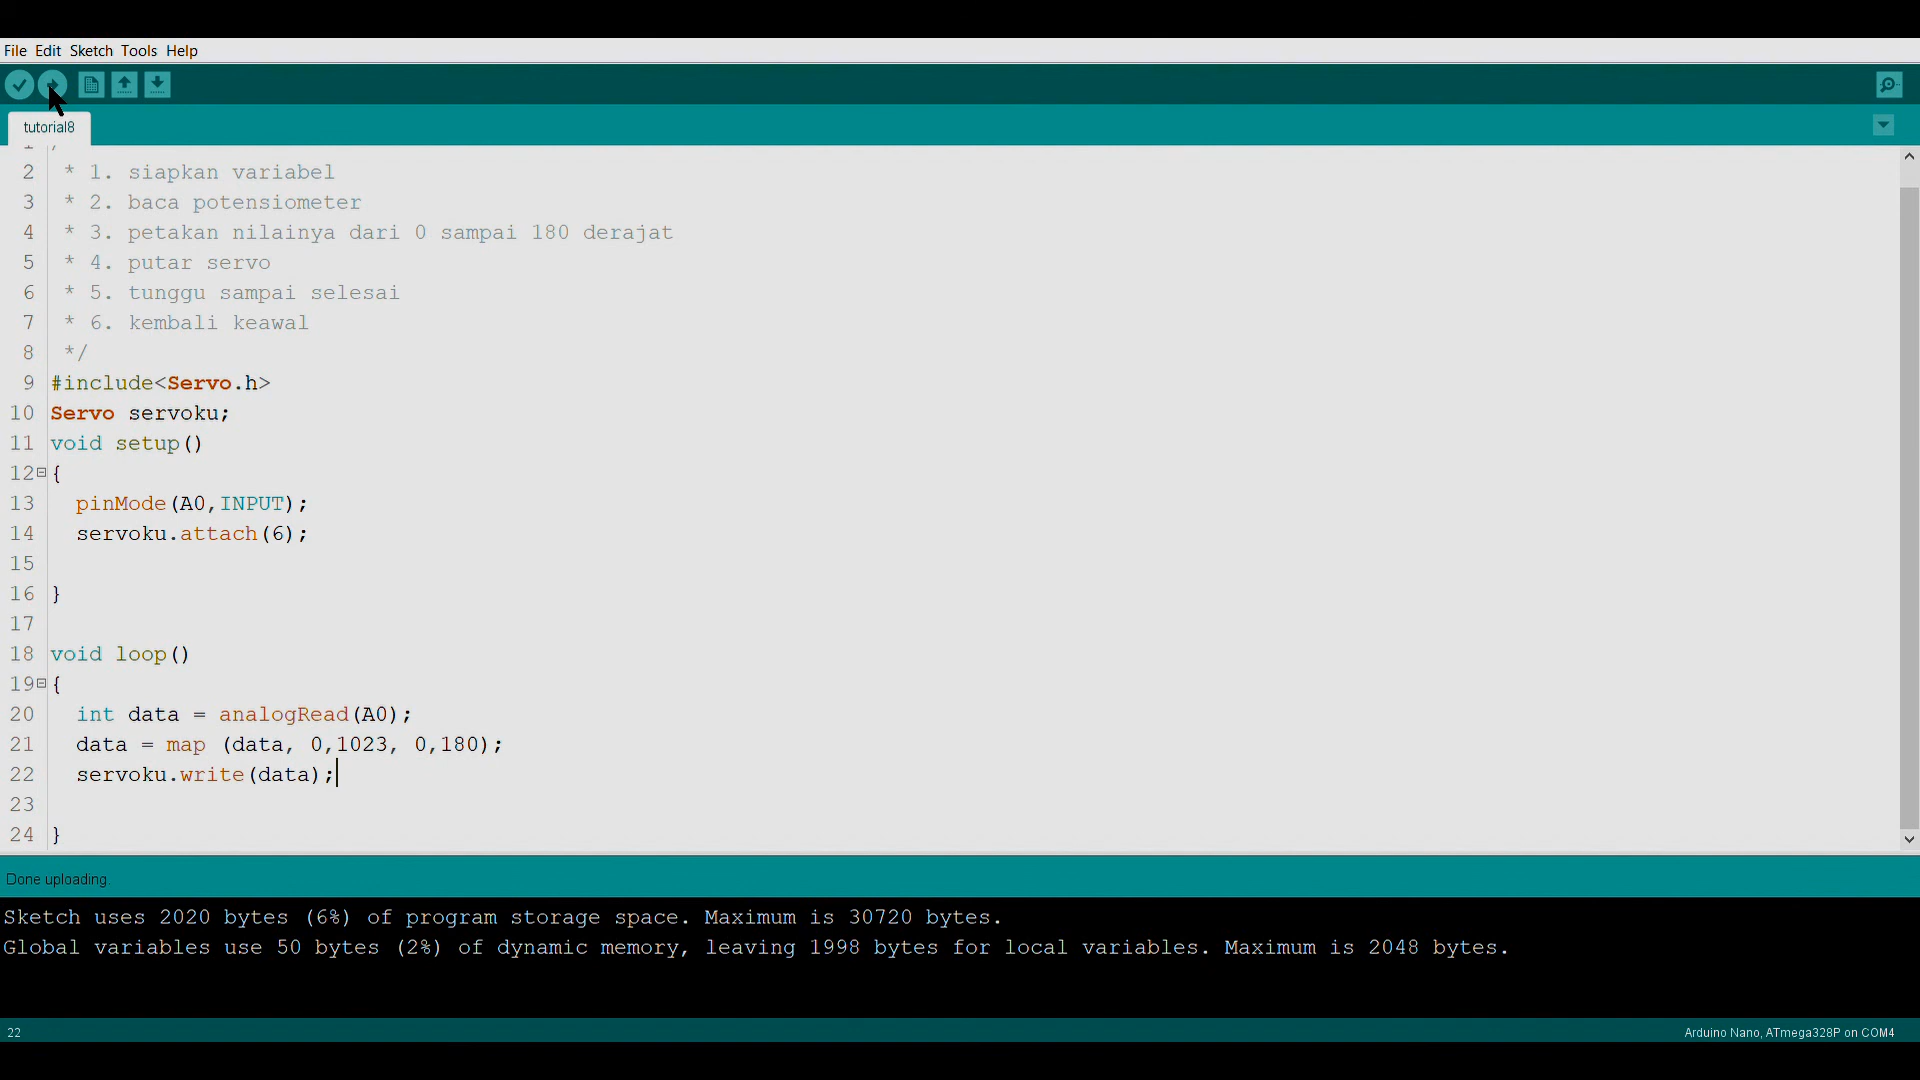 File Edit Sketch Tools Help
tutorial8
1 /
2 * 1. siapkan variabel
3 * 2. baca potensiometer
4 * 3. petakan nilainya dari 0 sampai 180 derajat
5 * 4. putar servo
6 * 5. tunggu sampai selesai
7 * 6. kembali keawal
8 */
9 #include<Servo.h>
10 Servo servoku;
11 void setup()
12 {
13 pinMode(A0,INPUT);
14 servoku.attach(6);
15
16 }
17
18 void loop()
19 {
20 int data = analogRead(A0);
21 data = map (data, 0,1023, 0,180);
22 servoku.write(data);
23
24 }
Done uploading.
Sketch uses 2020 bytes (6%) of program storage space. Maximum is 30720 bytes.
Global variables use 50 bytes (2%) of dynamic memory, leaving 1998 bytes for local variables. Maximum is 2048 bytes.
22 Arduino Nano, ATmega328P on COM4